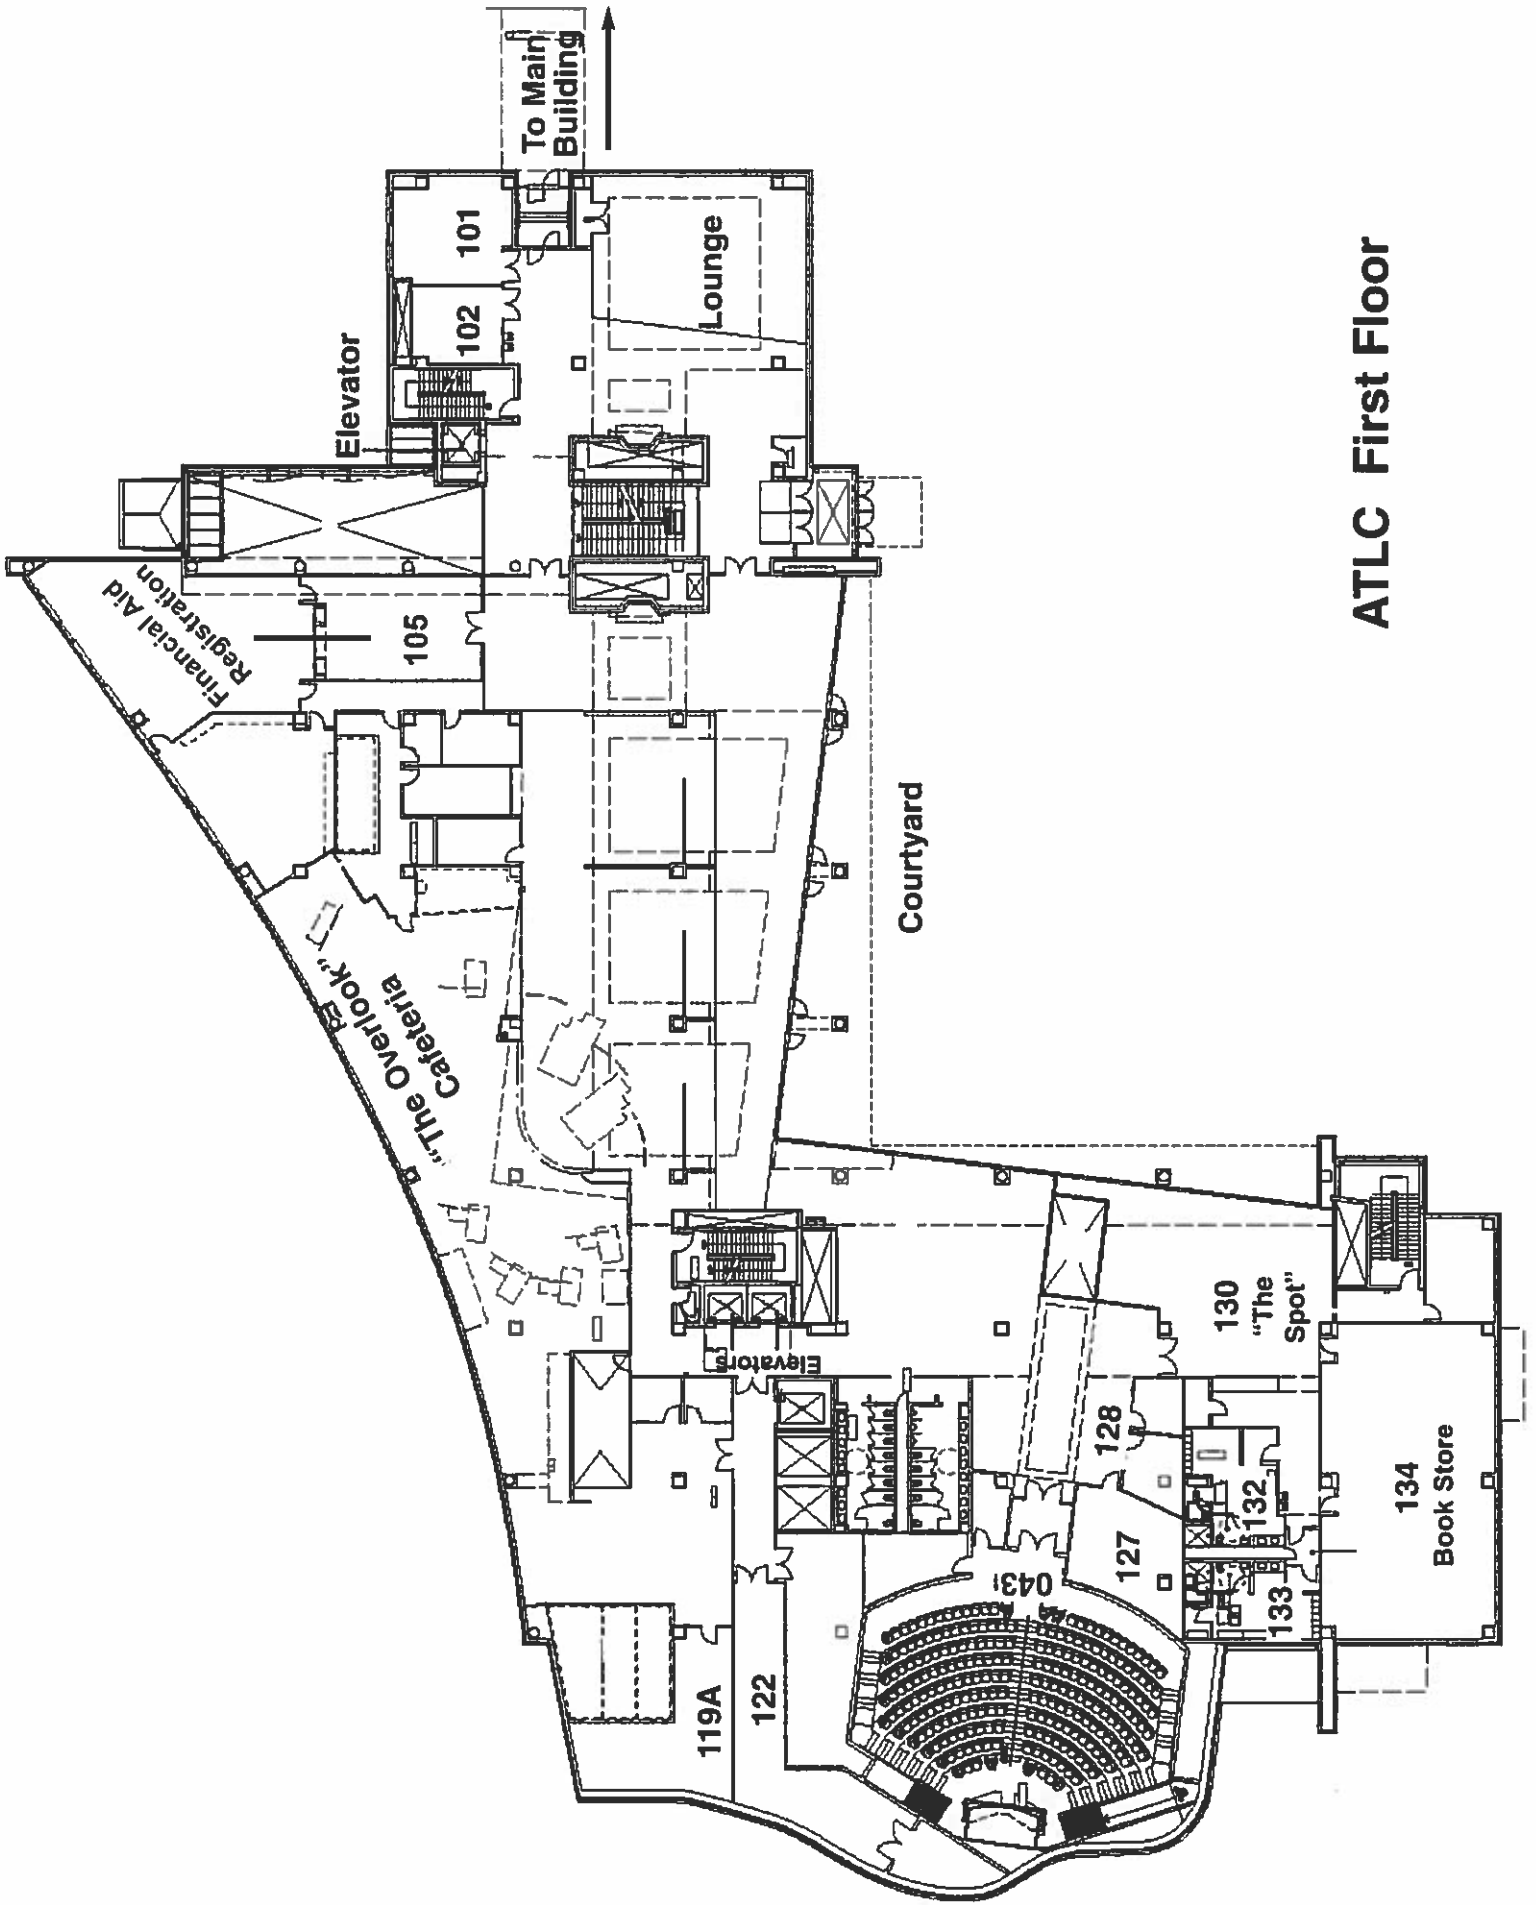 ATLC First Floor
To Main
Building
101
102
Elevator
Lounge
Financial Aid
Registration
105
Courtyard
“The Overlook”
Cafeteria
Elevators
130
“The
Spot”
128
127
132
133
134
Book Store
043
122
119A